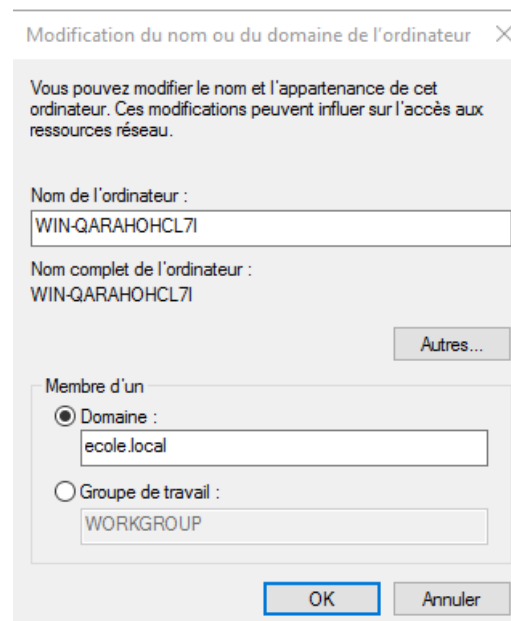 Modification du nom ou du domaine de l'ordinateur
Vous pouvez modifier le nom et l'appartenance de cet
ordinateur. Ces modifications peuvent influer sur l'accès aux
ressources réseau.
Nom de l'ordinateur :
WIN-QARAHOHCL7I
Nom complet de l'ordinateur :
WIN-QARAHOHCL7I
Autres...
Membre d'un
Domaine :
ecole.local
Groupe de travail :
WORKGROUP
OK Annuler